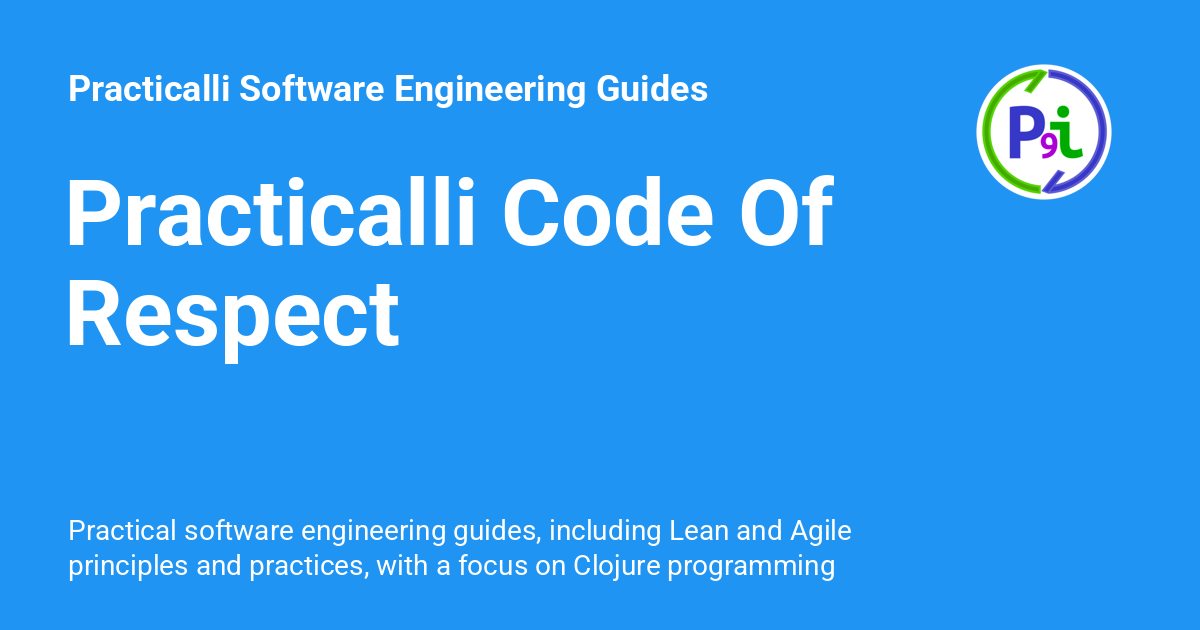 Practicalli Software Engineering Guides
P9i
Practicalli Code Of
Respect
Practical software engineering guides, including Lean and Agile
principles and practices, with a focus on Clojure programming